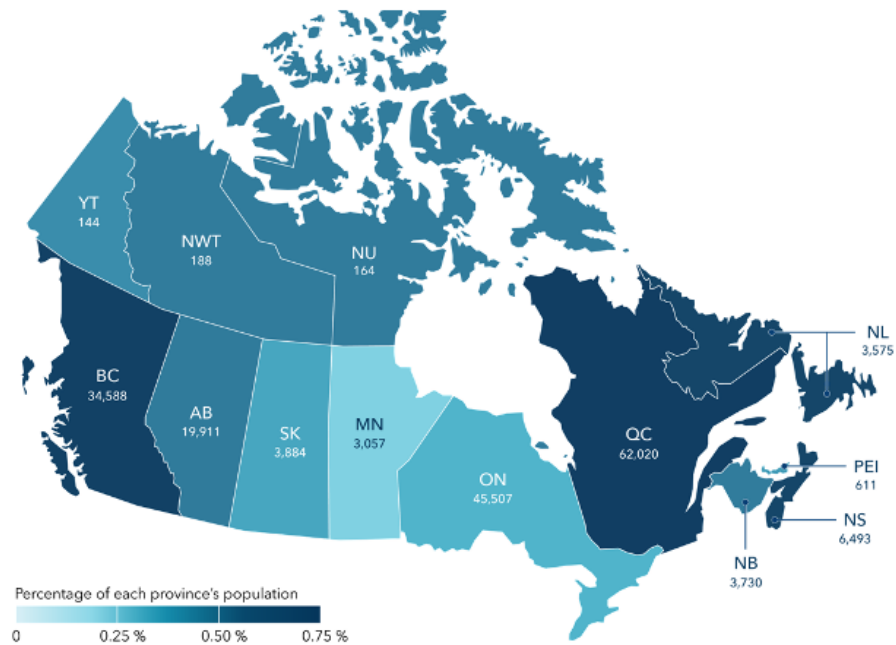 YT
144
NWT
188
NU
164
NL
3,575
BC
34,588
AB
19,911
SK
3,884
MN
3,057
QC
62,020
ON
45,507
PEI
611
NS
6,493
NB
3,730
Percentage of each province's population
0 0.25 % 0.50 % 0.75 %